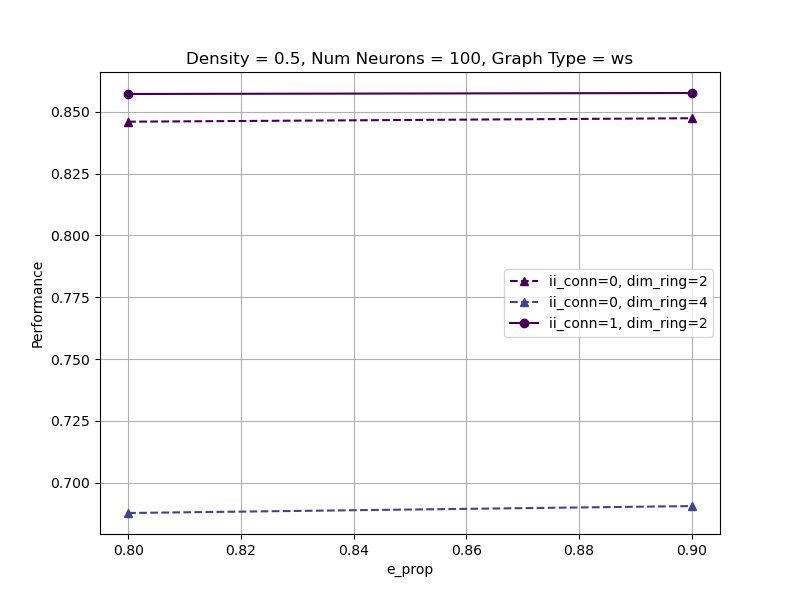 Density = 0.5, Num Neurons = 100, Graph Type = ws
0.850
0.825
0.800
0.775
0.750
0.725
0.700
Performance
ii_conn=0, dim_ring=2
ii_conn=0, dim_ring=4
ii_conn=1, dim_ring=2
0.80 0.82 0.84 0.86 0.88 0.90
e_prop